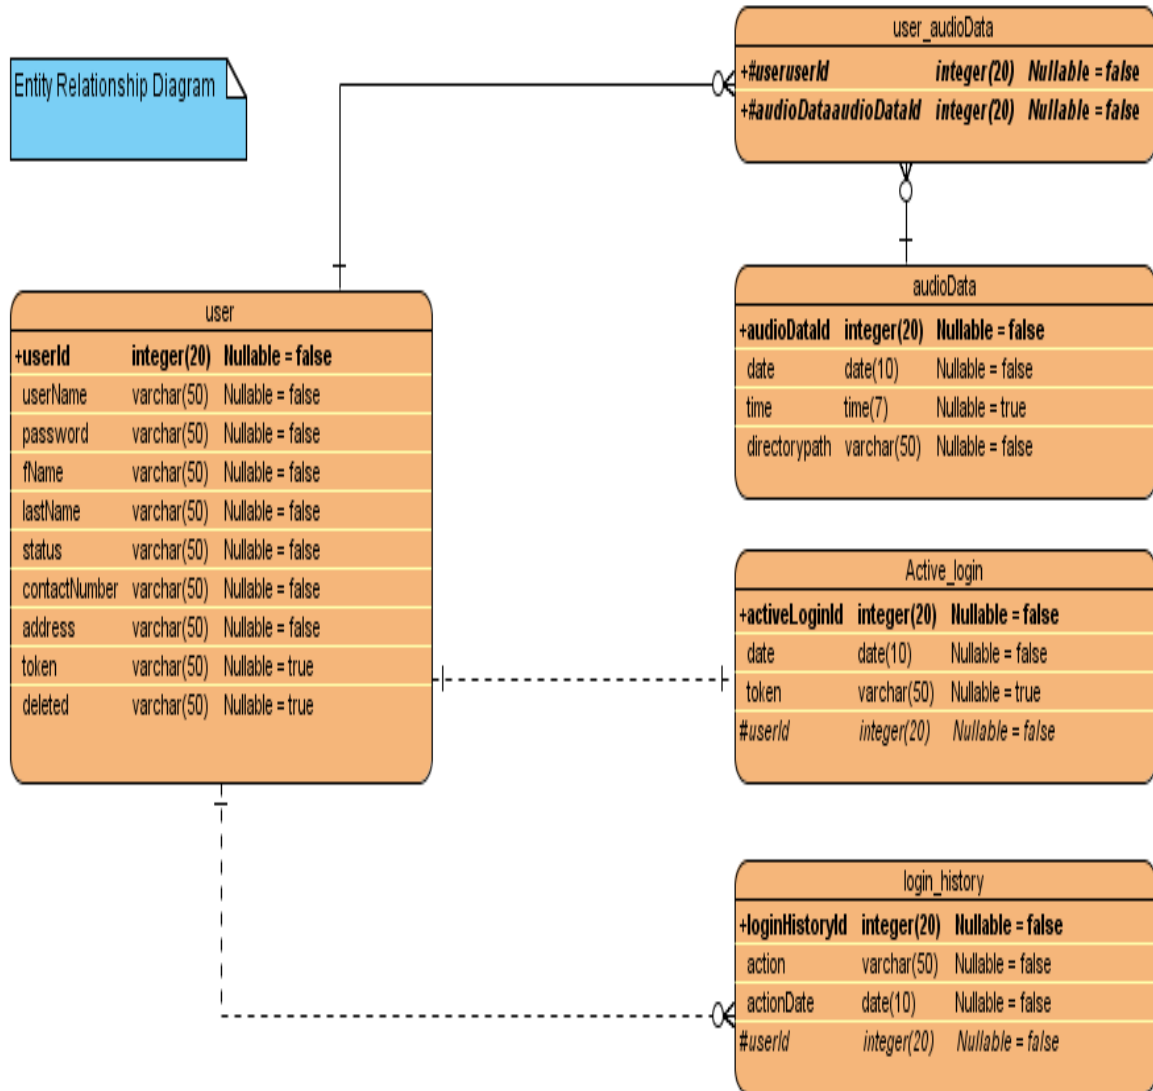 Entity Relationship Diagram
user_audioData
+#useruserId integer(20) Nullable = false
+#audioDataaudioDataId integer(20) Nullable = false
audioData
+audioDataId integer(20) Nullable = false
date date(10) Nullable = false
time time(7) Nullable = true
directorypath varchar(50) Nullable = false
user
+userId integer(20) Nullable = false
userName varchar(50) Nullable = false
password varchar(50) Nullable = false
fName varchar(50) Nullable = false
lastName varchar(50) Nullable = false
status varchar(50) Nullable = false
contactNumber varchar(50) Nullable = false
address varchar(50) Nullable = false
token varchar(50) Nullable = true
deleted varchar(50) Nullable = true
Active_login
+activeLoginId integer(20) Nullable = false
date date(10) Nullable = false
token varchar(50) Nullable = true
#userId integer(20) Nullable = false
login_history
+loginHistoryId integer(20) Nullable = false
action varchar(50) Nullable = false
actionDate date(10) Nullable = false
#userId integer(20) Nullable = false